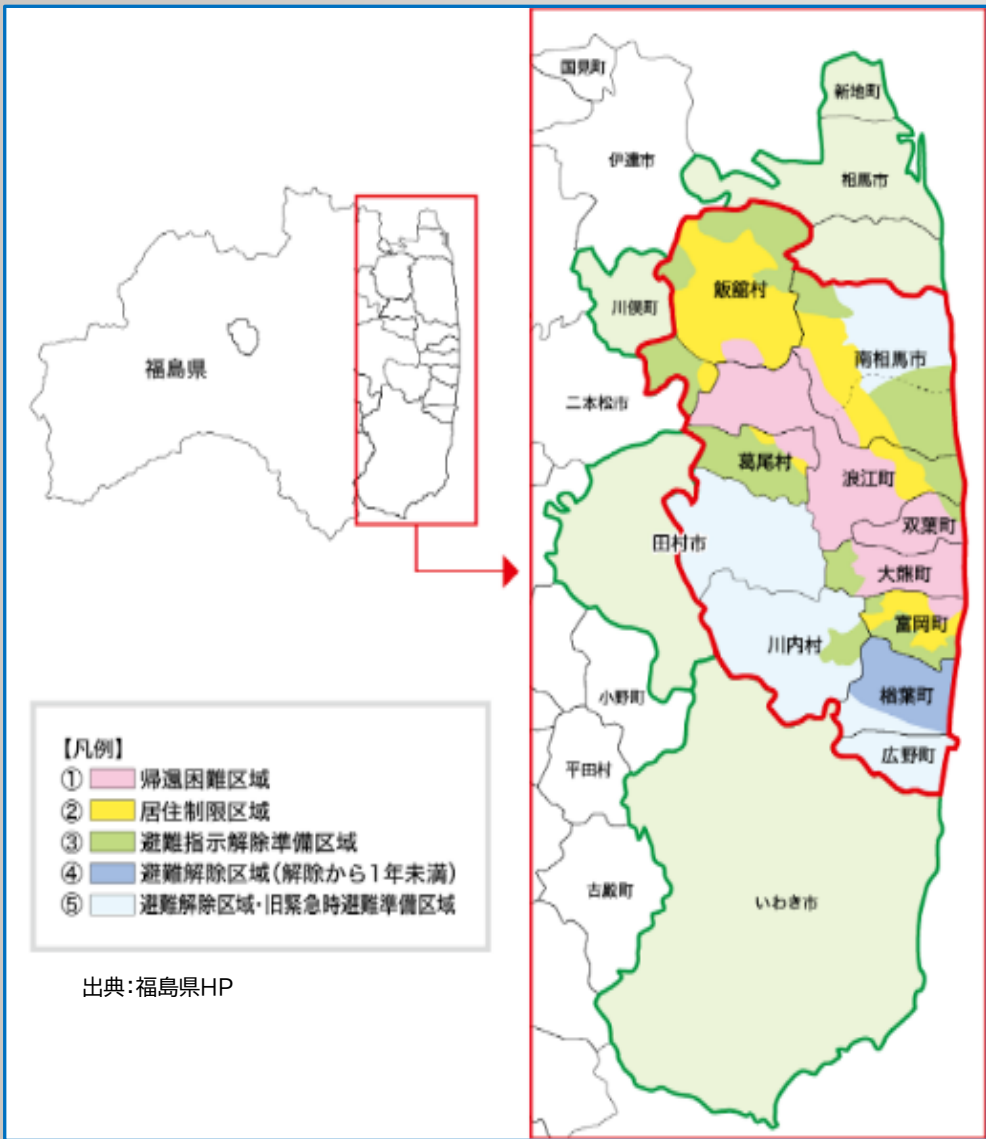 福島県
【凡例】
① 帰還困難区域
② 居住制限区域
③ 避難指示解除準備区域
④ 避難解除区域(解除から1年未満)
⑤ 避難解除区域・旧緊急時避難準備区域
出典:福島県HP
国見町
新地町
伊達市
相馬市
飯舘村
川俣町
南相馬市
二本松市
葛尾村
浪江町
双葉町
田村市
大熊町
富岡町
川内村
小野町
楢葉町
広野町
平田村
古殿町
いわき市